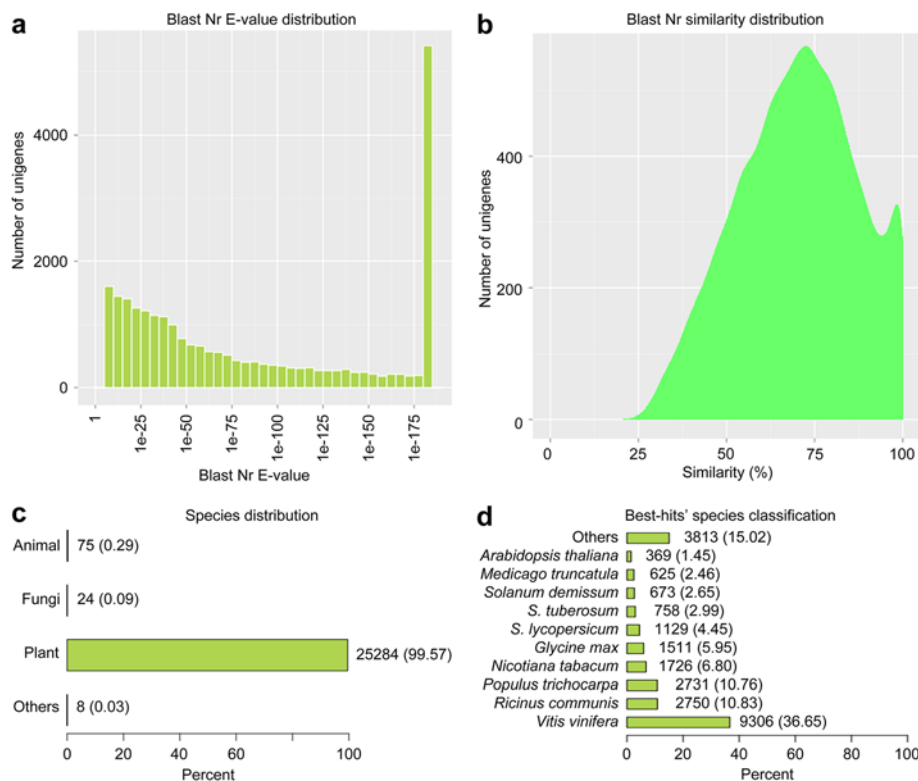 a
Blast Nr E-value distribution
Number of unigenes
4000
2000
0
1
1e-25
1e-50
1e-75
1e-100
1e-125
1e-150
1e-175
Blast Nr E-value
b
Blast Nr similarity distribution
Number of unigenes
400
200
0
0 25 50 75 100
Similarity (%)
c
Species distribution
Animal 75 (0.29)
Fungi 24 (0.09)
Plant 25284 (99.57)
Others 8 (0.03)
0 20 40 60 80 100
Percent
d
Best-hits' species classification
Others 3813 (15.02)
Arabidopsis thaliana 369 (1.45)
Medicago truncatula 625 (2.46)
Solanum demissum 673 (2.65)
S. tuberosum 758 (2.99)
S. lycopersicum 1129 (4.45)
Glycine max 1511 (5.95)
Nicotiana tabacum 1726 (6.80)
Populus trichocarpa 2731 (10.76)
Ricinus communis 2750 (10.83)
Vitis vinifera 9306 (36.65)
0 20 40 60 80 100
Percent